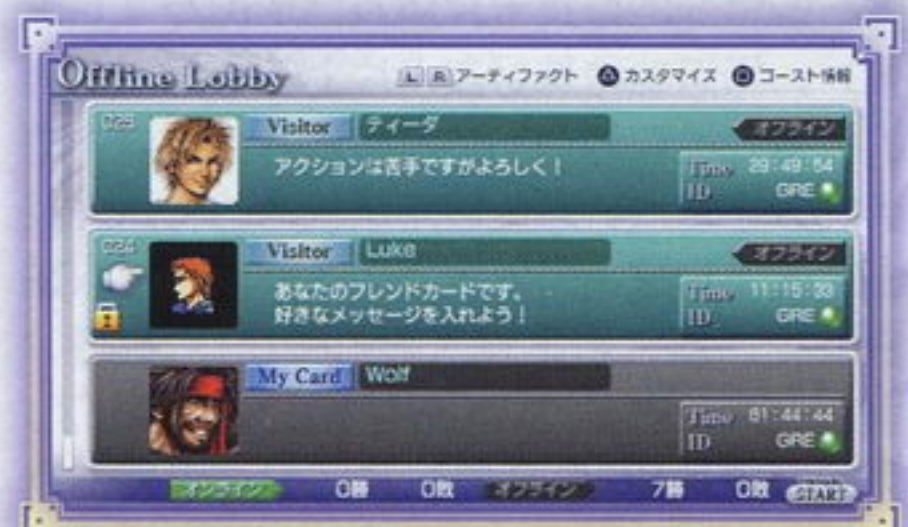 Offline Lobby
L R アーティファクト △ カスタマイズ □ ゴースト情報
Visitor ティーダ オフライン
アクションは苦手ですがよろしく!
Time 29:49:54
ID GRE
Visitor Luke オフライン
あなたのフレンドカードです。
好きなメッセージを入れよう!
Time 11:15:33
ID GRE
My Card Wolf
Time 81:44:44
ID GRE
オンライン 0勝 0敗 オフライン 7勝 0敗 START